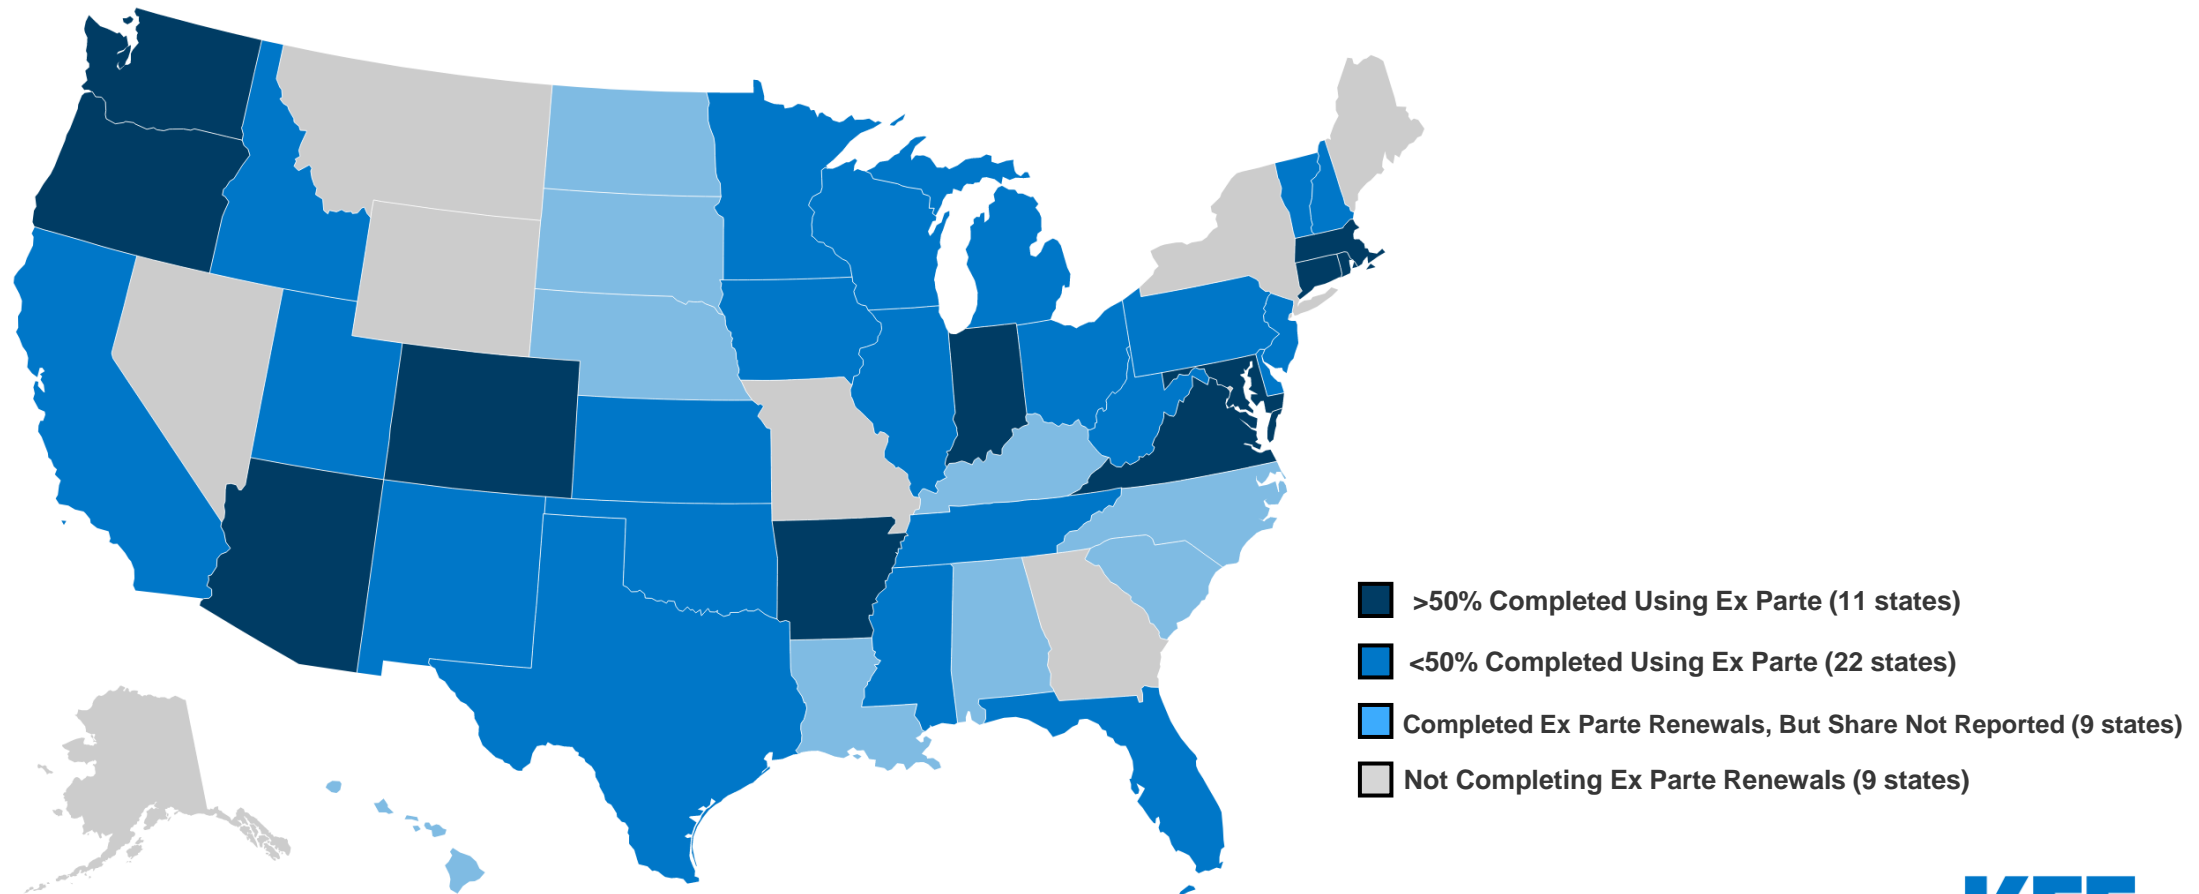 >50% Completed Using Ex Parte (11 states)
<50% Completed Using Ex Parte (22 states)
Completed Ex Parte Renewals, But Share Not Reported (9 states)
Not Completing Ex Parte Renewals (9 states)